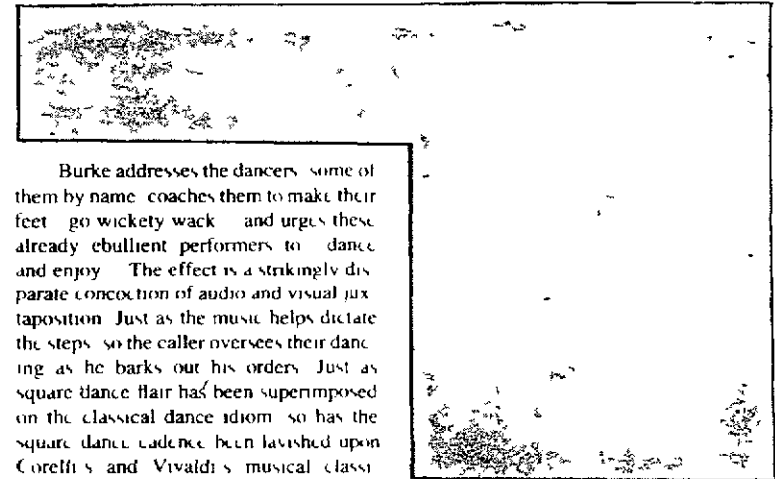 Burke addresses the dancers some of
them by name coaches them to make their
feet go wickety wack and urges these
already ebullient performers to dance
and enjoy The effect is a strikingly dis
parate concoction of audio and visual jux
taposition Just as the music helps dictate
the steps so the caller oversees their danc
ing as he barks out his orders Just as
square dance flair has been superimposed
on the classical dance idiom so has the
square dance cadence been lavished upon
Corelli s and Vivaldi s musical classi